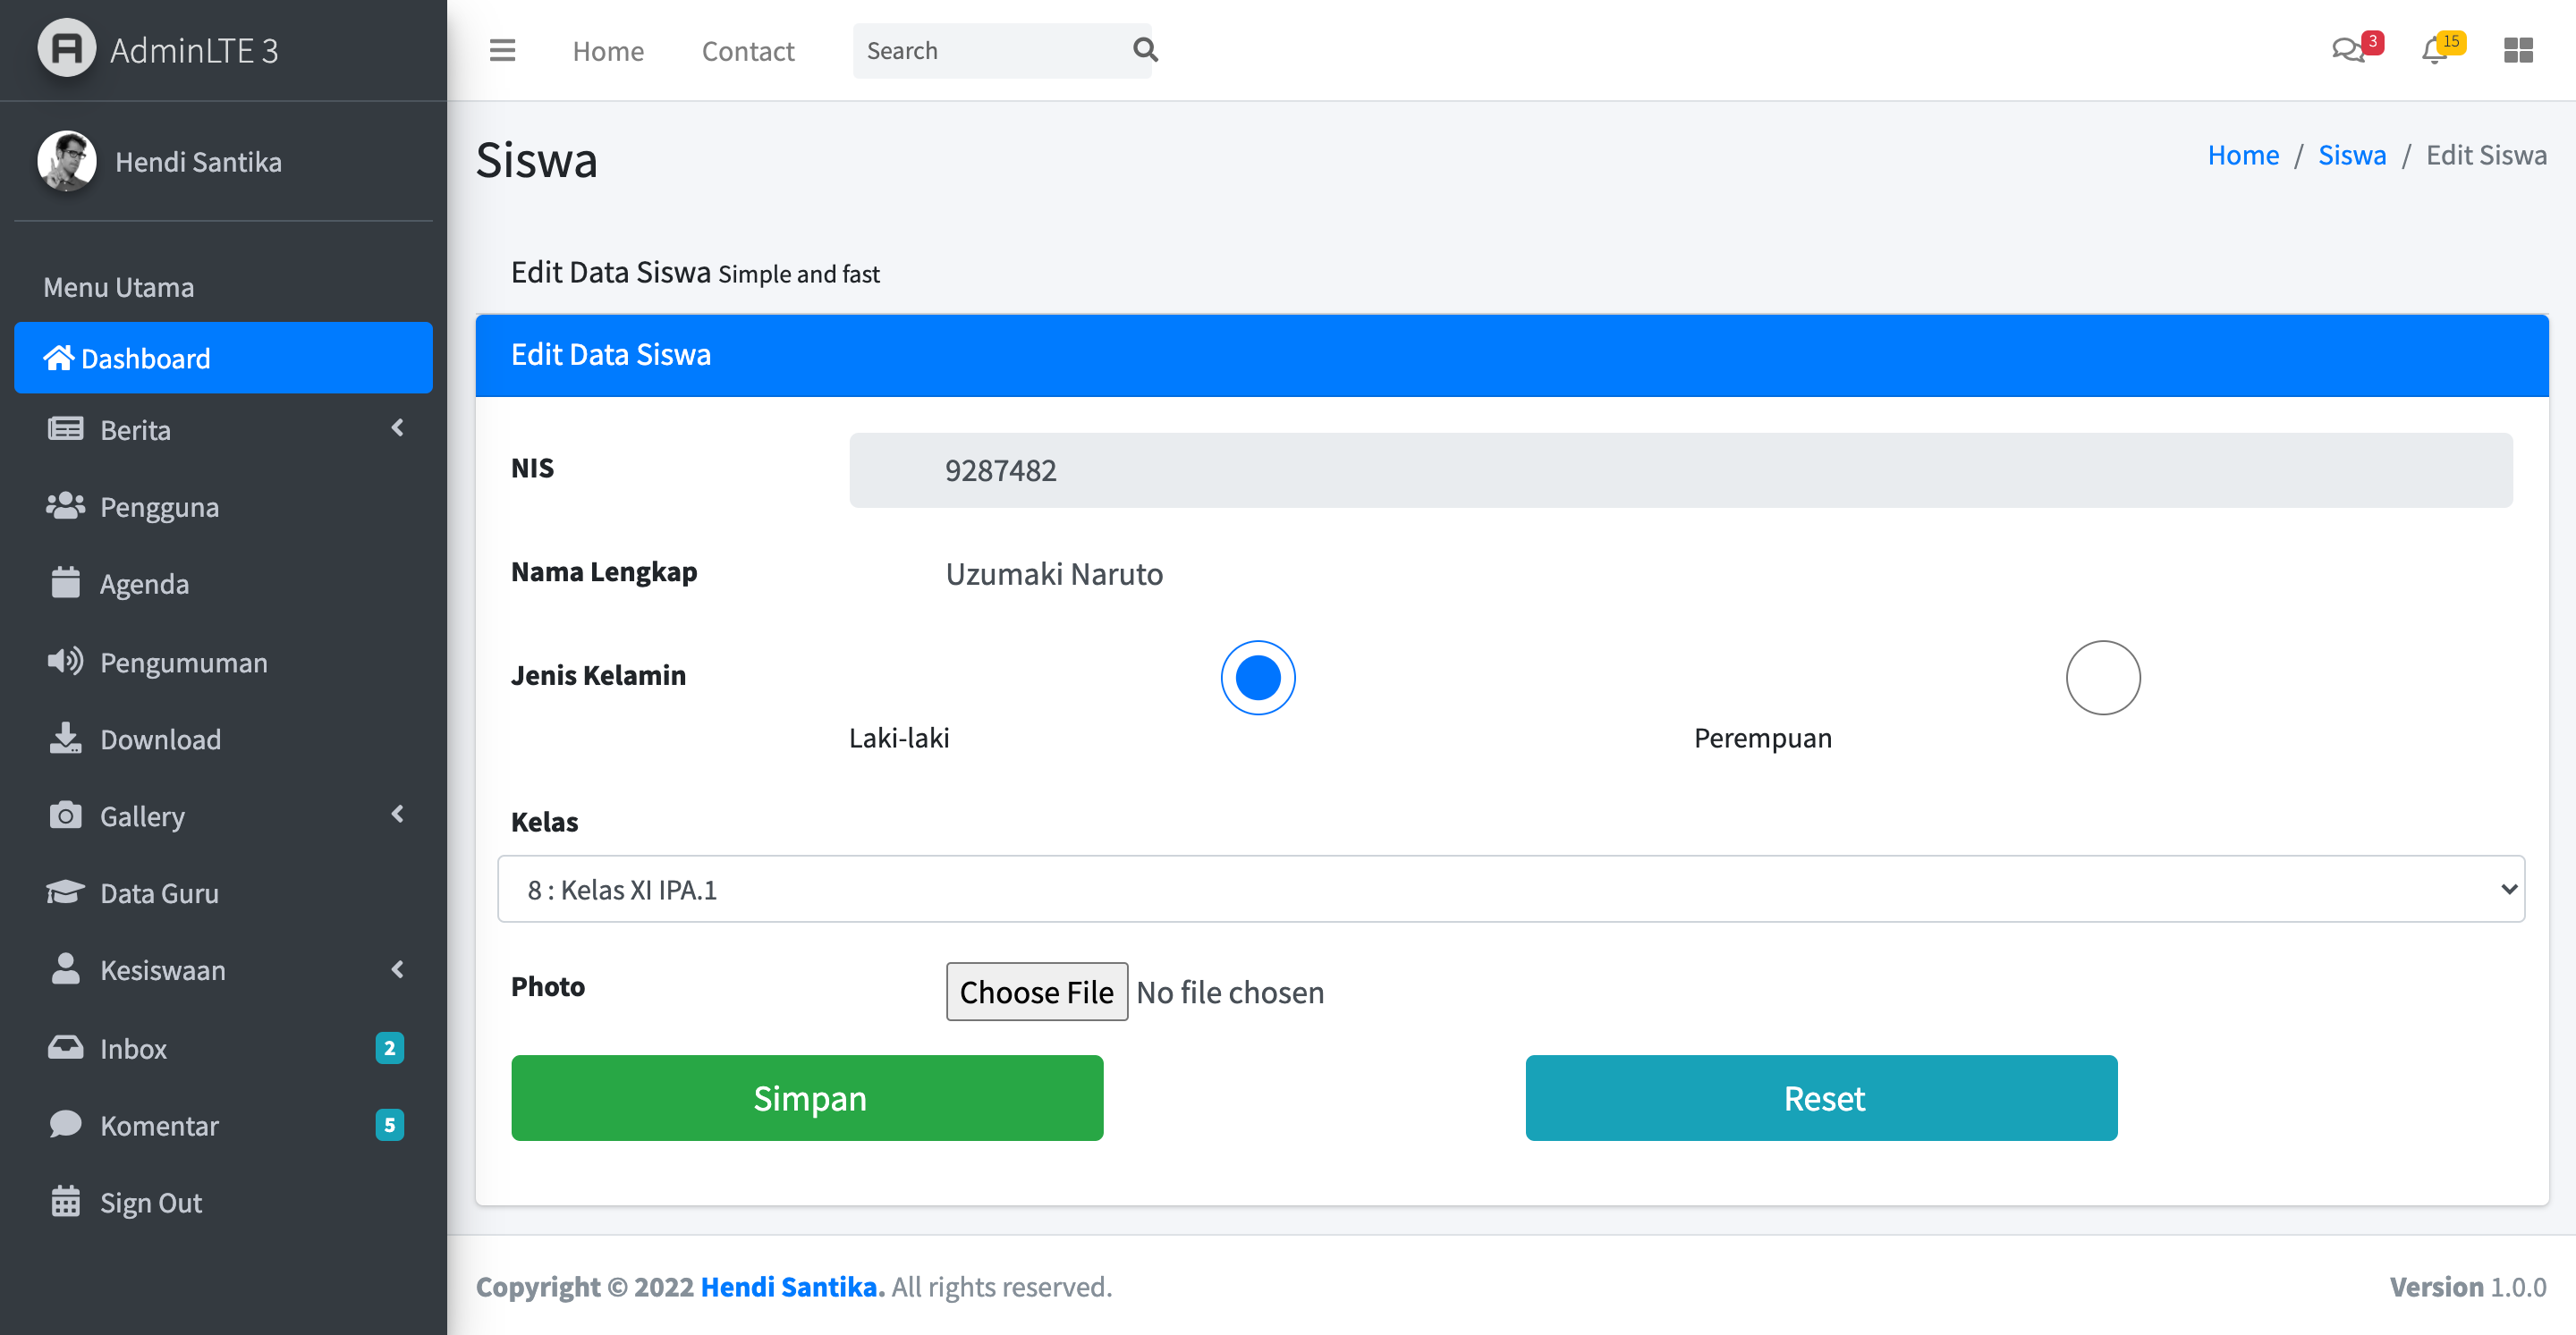 AdminLTE 3
Hendi Santika
Menu Utama
Dashboard
Berita
Pengguna
Agenda
Pengumuman
Download
Gallery
Data Guru
Kesiswaan
Inbox 2
Komentar 5
Sign Out
Home Contact Search 3 15
Siswa
Home / Siswa / Edit Siswa
Edit Data Siswa Simple and fast
Edit Data Siswa
NIS 9287482
Nama Lengkap Uzumaki Naruto
Jenis Kelamin
Laki-laki Perempuan
Kelas
8 : Kelas XI IPA.1
Photo Choose File No file chosen
Simpan Reset
Copyright © 2022 Hendi Santika. All rights reserved. Version 1.0.0